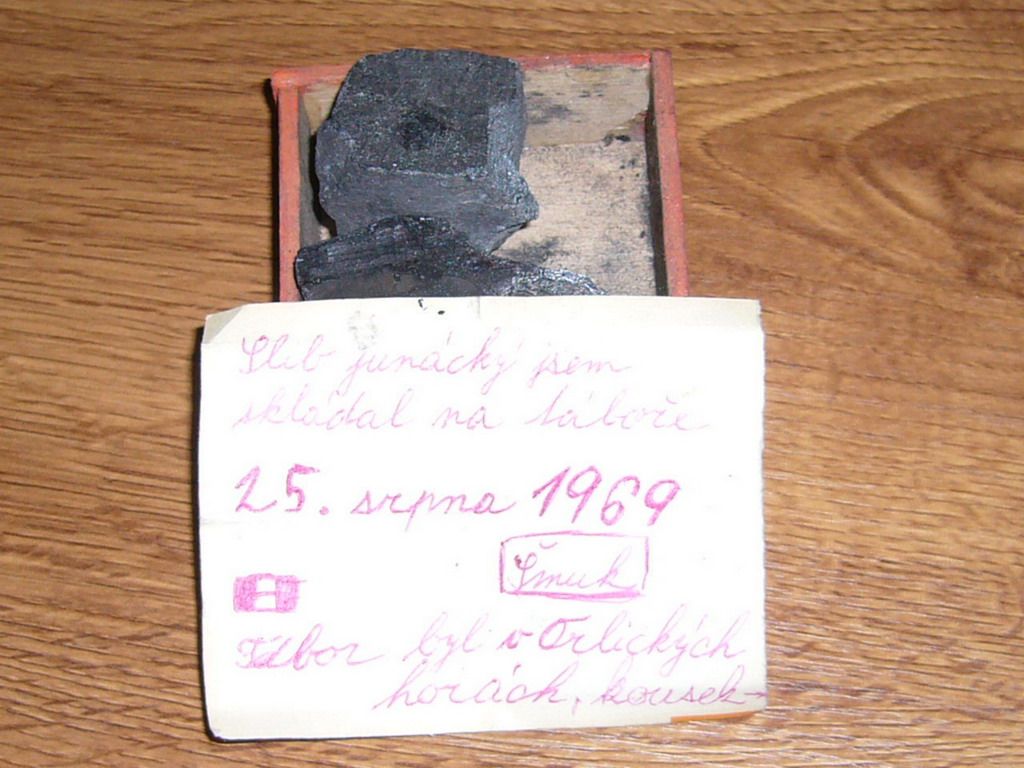 Slib junácký jsem
skládal na táboře
25. srpna 1969
Šmuk
Tábor byl v Orlických
horách, kousek-